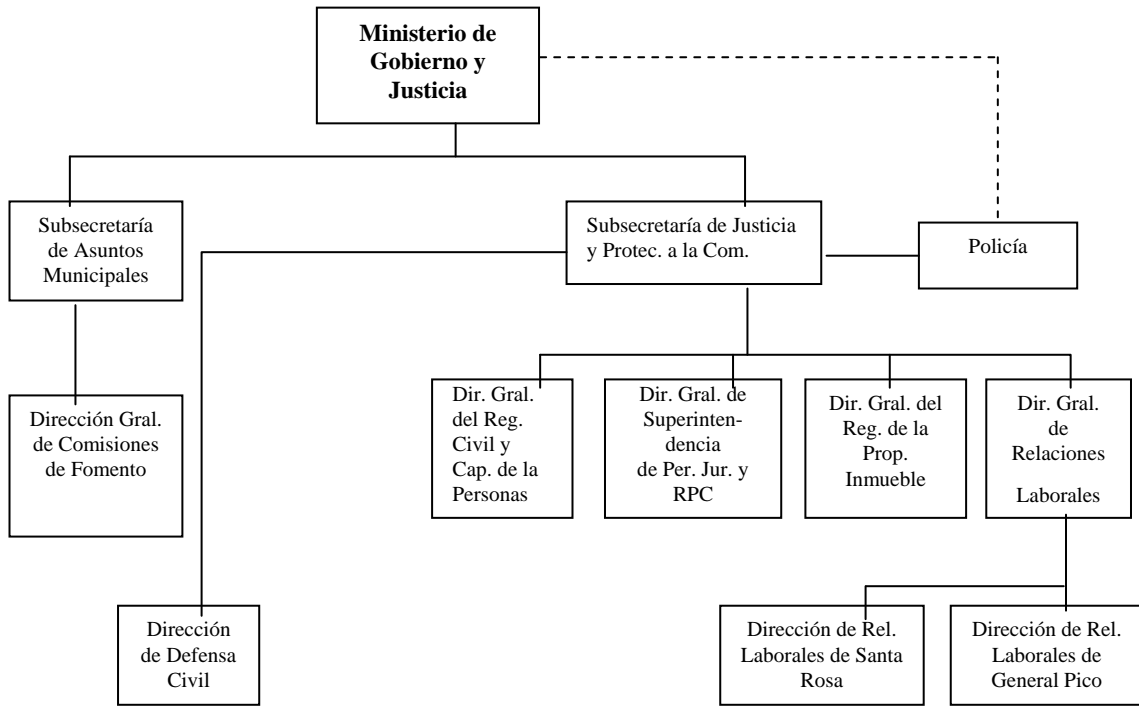 Ministerio de
Gobierno y
Justicia
Subsecretaría
de Asuntos
Municipales
Subsecretaría de Justicia
y Protec. a la Com.
Policía
Dirección Gral.
de Comisiones
de Fomento
Dir. Gral.
del Reg.
Civil y
Cap. de la
Personas
Dir. Gral. de
Superinten-
dencia
de Per. Jur. y
RPC
Dir. Gral. del
Reg. de la
Prop.
Inmueble
Dir. Gral.
de
Relaciones
Laborales
Dirección
de Defensa
Civil
Dirección de Rel.
Laborales de Santa
Rosa
Dirección de Rel.
Laborales de
General Pico